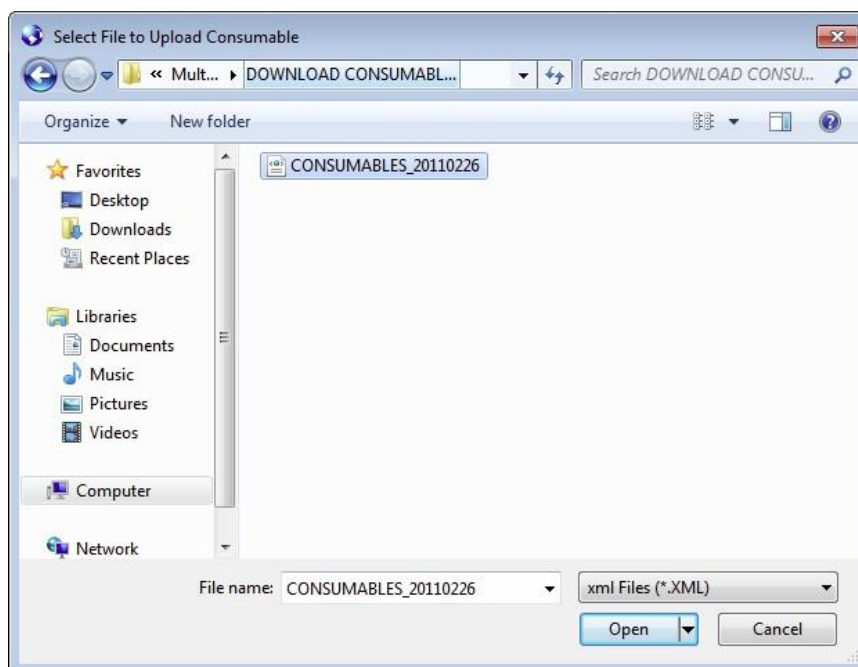 Select File to Upload Consumable
« Mult... DOWNLOAD CONSUMABL... Search DOWNLOAD CONSU...
Organize New folder
Favorites
Desktop
Downloads
Recent Places
Libraries
Documents
Music
Pictures
Videos
Computer
Network
CONSUMABLES_20110226
File name: CONSUMABLES_20110226 xml Files (*.XML)
Open Cancel